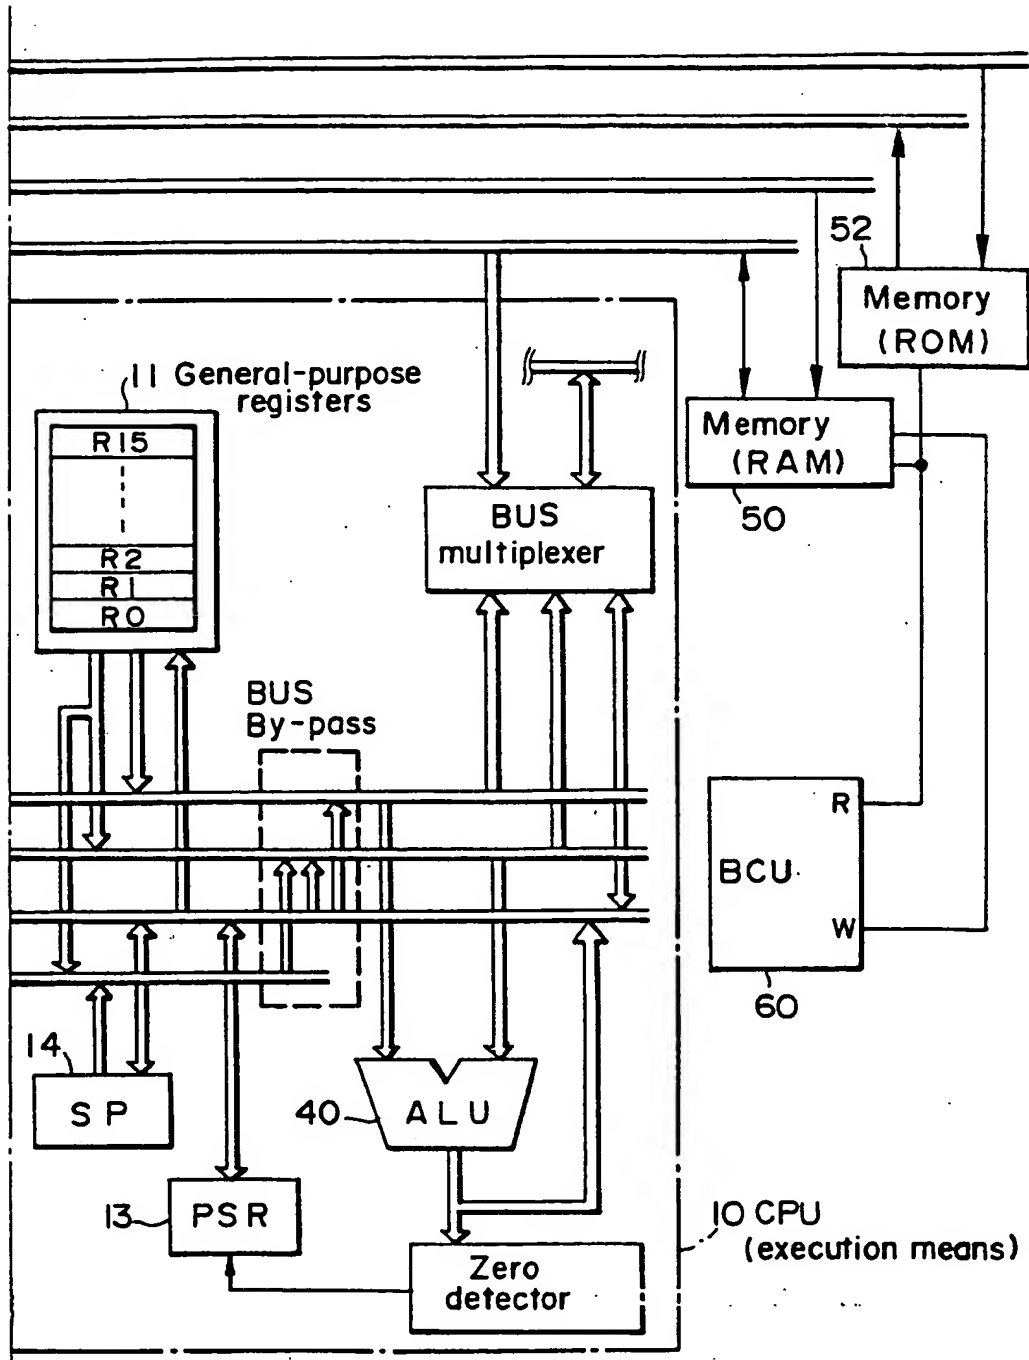 52
Memory
(ROM)
11 General-purpose
registers
R15
R2
R1
R0
Memory
(RAM)
50
BUS
multiplexer
BUS
By-pass
R
BCU
W
60
14
SP
40
ALU
13
PSR
10 CPU
(execution means)
Zero
detector